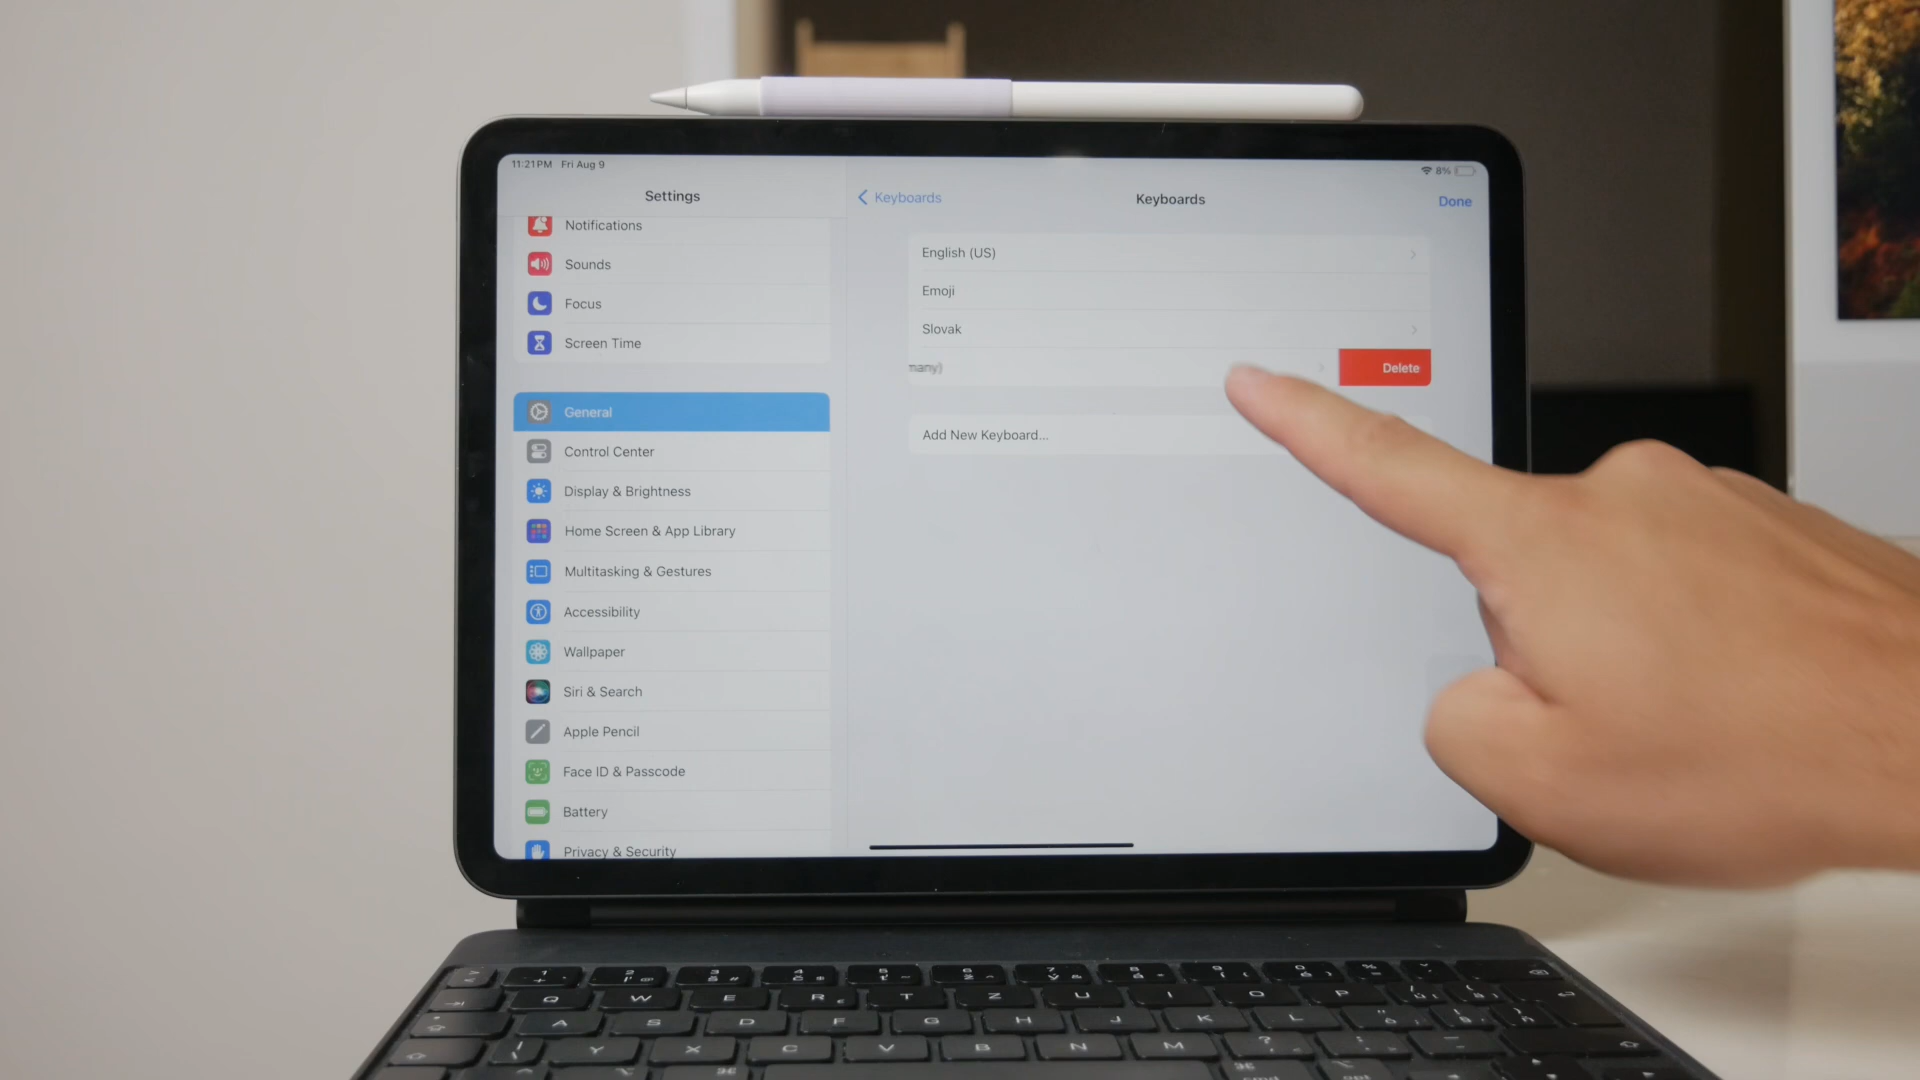 11:21 PM Fri Aug 9
8%
Settings
Notifications
Sounds
Focus
Screen Time
General
Control Center
Display & Brightness
Home Screen & App Library
Multitasking & Gestures
Accessibility
Wallpaper
Siri & Search
Apple Pencil
Face ID & Passcode
Battery
Privacy & Security
Keyboards
Keyboards
Done
English (US)
Emoji
Slovak
many)
Delete
Add New Keyboard...
Q W E R T Z U I O P
A S D F G H J K L
Y X C V B N M